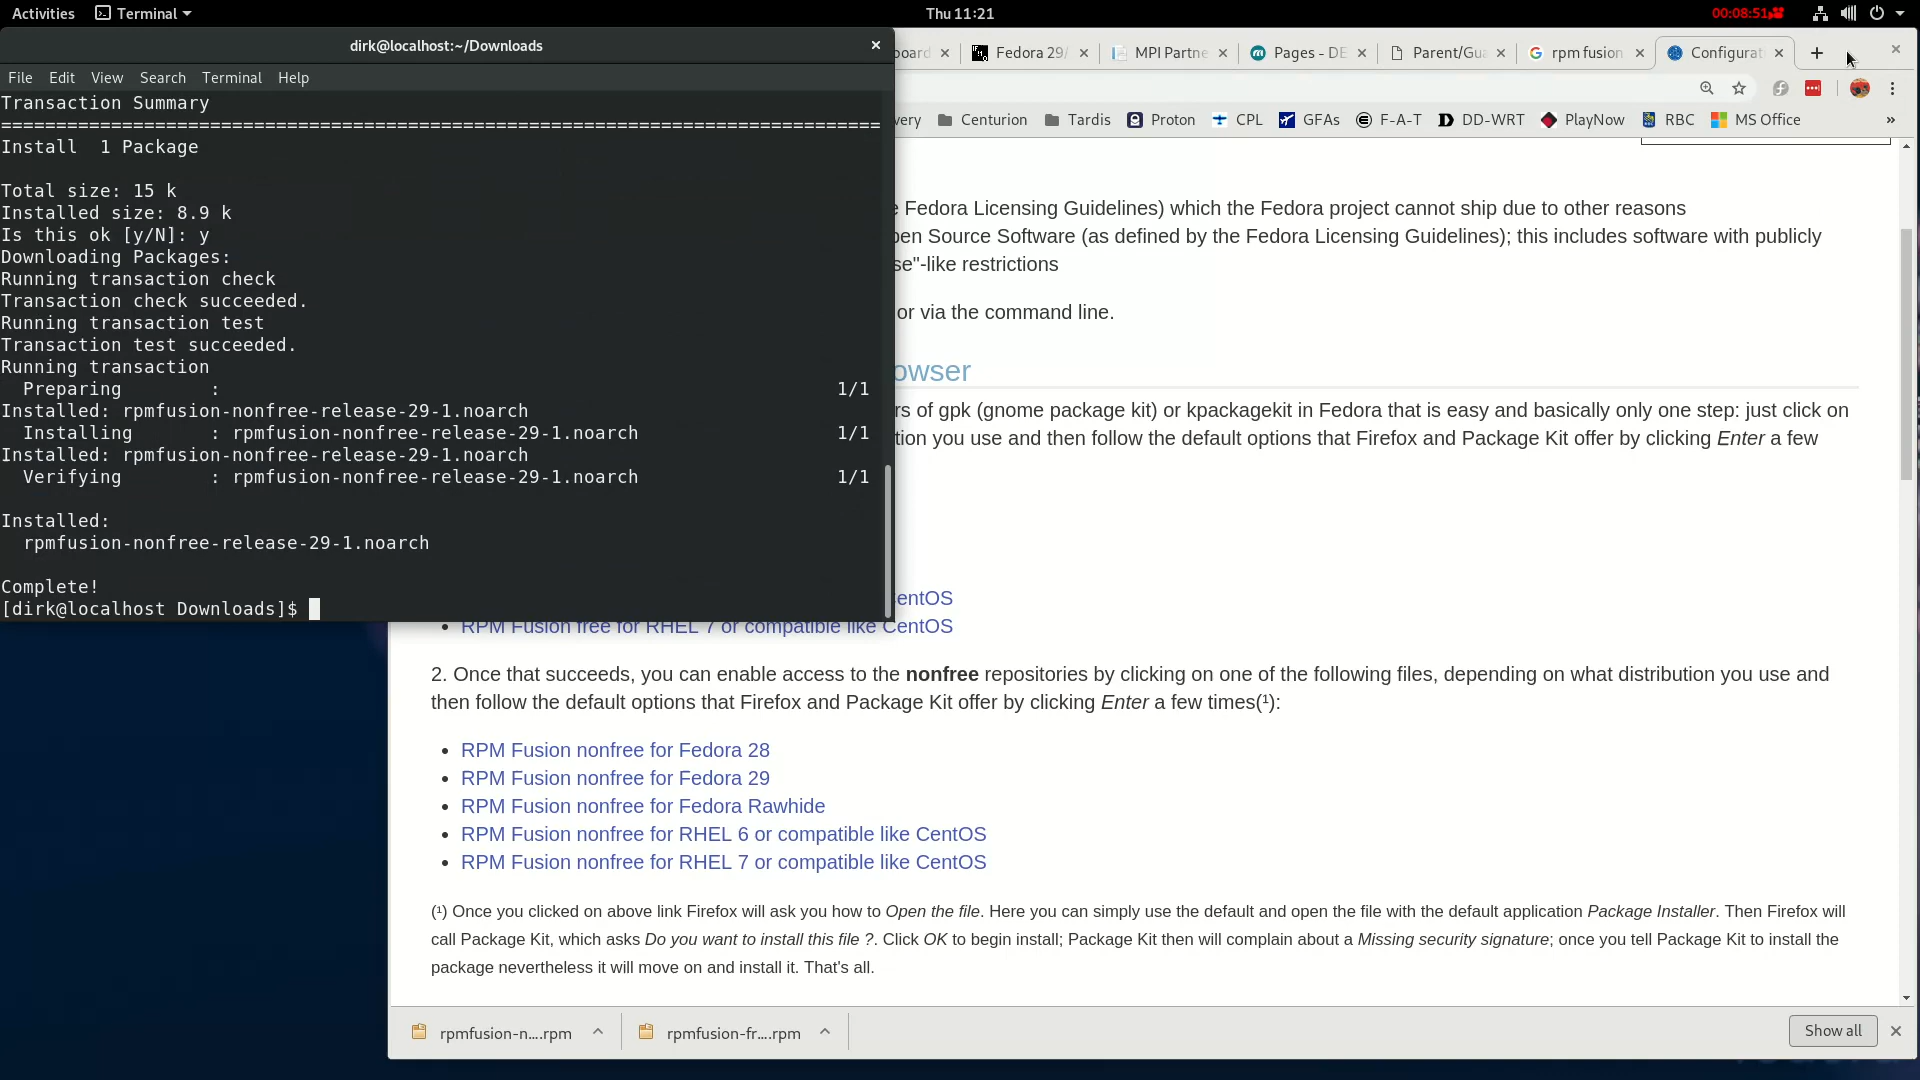 Activities
Terminal
Thu 11:21
00:08:51
dirk@localhost:~/Downloads
File Edit View Search Terminal Help
Transaction Summary
================================================================================
Install  1 Package
Total size: 15 k
Installed size: 8.9 k
Is this ok [y/N]: y
Downloading Packages:
Running transaction check
Transaction check succeeded.
Running transaction test
Transaction test succeeded.
Running transaction
Preparing        :                                                        1/1
Installed: rpmfusion-nonfree-release-29-1.noarch
Installing       : rpmfusion-nonfree-release-29-1.noarch                  1/1
Installed: rpmfusion-nonfree-release-29-1.noarch
Verifying        : rpmfusion-nonfree-release-29-1.noarch                  1/1
Installed:
rpmfusion-nonfree-release-29-1.noarch
Complete!
[dirk@localhost Downloads]$
oard
Fedora 29/
MPI Partne
Pages - DE
Parent/Gua
rpm fusion
Configurat
very Centurion Tardis Proton CPL GFAs F-A-T DD-WRT PlayNow RBC MS Office »
e Fedora Licensing Guidelines) which the Fedora project cannot ship due to other reasons
pen Source Software (as defined by the Fedora Licensing Guidelines); this includes software with publicly
se"-like restrictions
or via the command line.
owser
rs of gpk (gnome package kit) or kpackagekit in Fedora that is easy and basically only one step: just click on
tion you use and then follow the default options that Firefox and Package Kit offer by clicking Enter a few
entOS
• RPM Fusion free for RHEL 7 or compatible like CentOS
2. Once that succeeds, you can enable access to the nonfree repositories by clicking on one of the following files, depending on what distribution you use and
then follow the default options that Firefox and Package Kit offer by clicking Enter a few times(¹):
• RPM Fusion nonfree for Fedora 28
• RPM Fusion nonfree for Fedora 29
• RPM Fusion nonfree for Fedora Rawhide
• RPM Fusion nonfree for RHEL 6 or compatible like CentOS
• RPM Fusion nonfree for RHEL 7 or compatible like CentOS
(¹) Once you clicked on above link Firefox will ask you how to Open the file. Here you can simply use the default and open the file with the default application Package Installer. Then Firefox will
call Package Kit, which asks Do you want to install this file ?. Click OK to begin install; Package Kit then will complain about a Missing security signature; once you tell Package Kit to install the
package nevertheless it will move on and install it. That's all.
rpmfusion-n....rpm
rpmfusion-fr....rpm
Show all